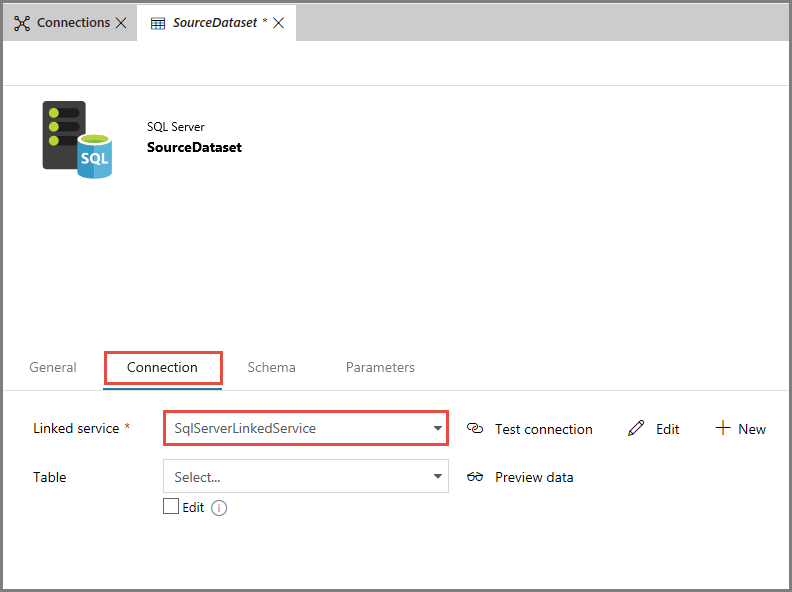 Connections SourceDataset *
SQL Server
SourceDataset
SQL
General Connection Schema Parameters
Linked service * SqlServerLinkedService Test connection Edit New
Table Select... Preview data
Edit